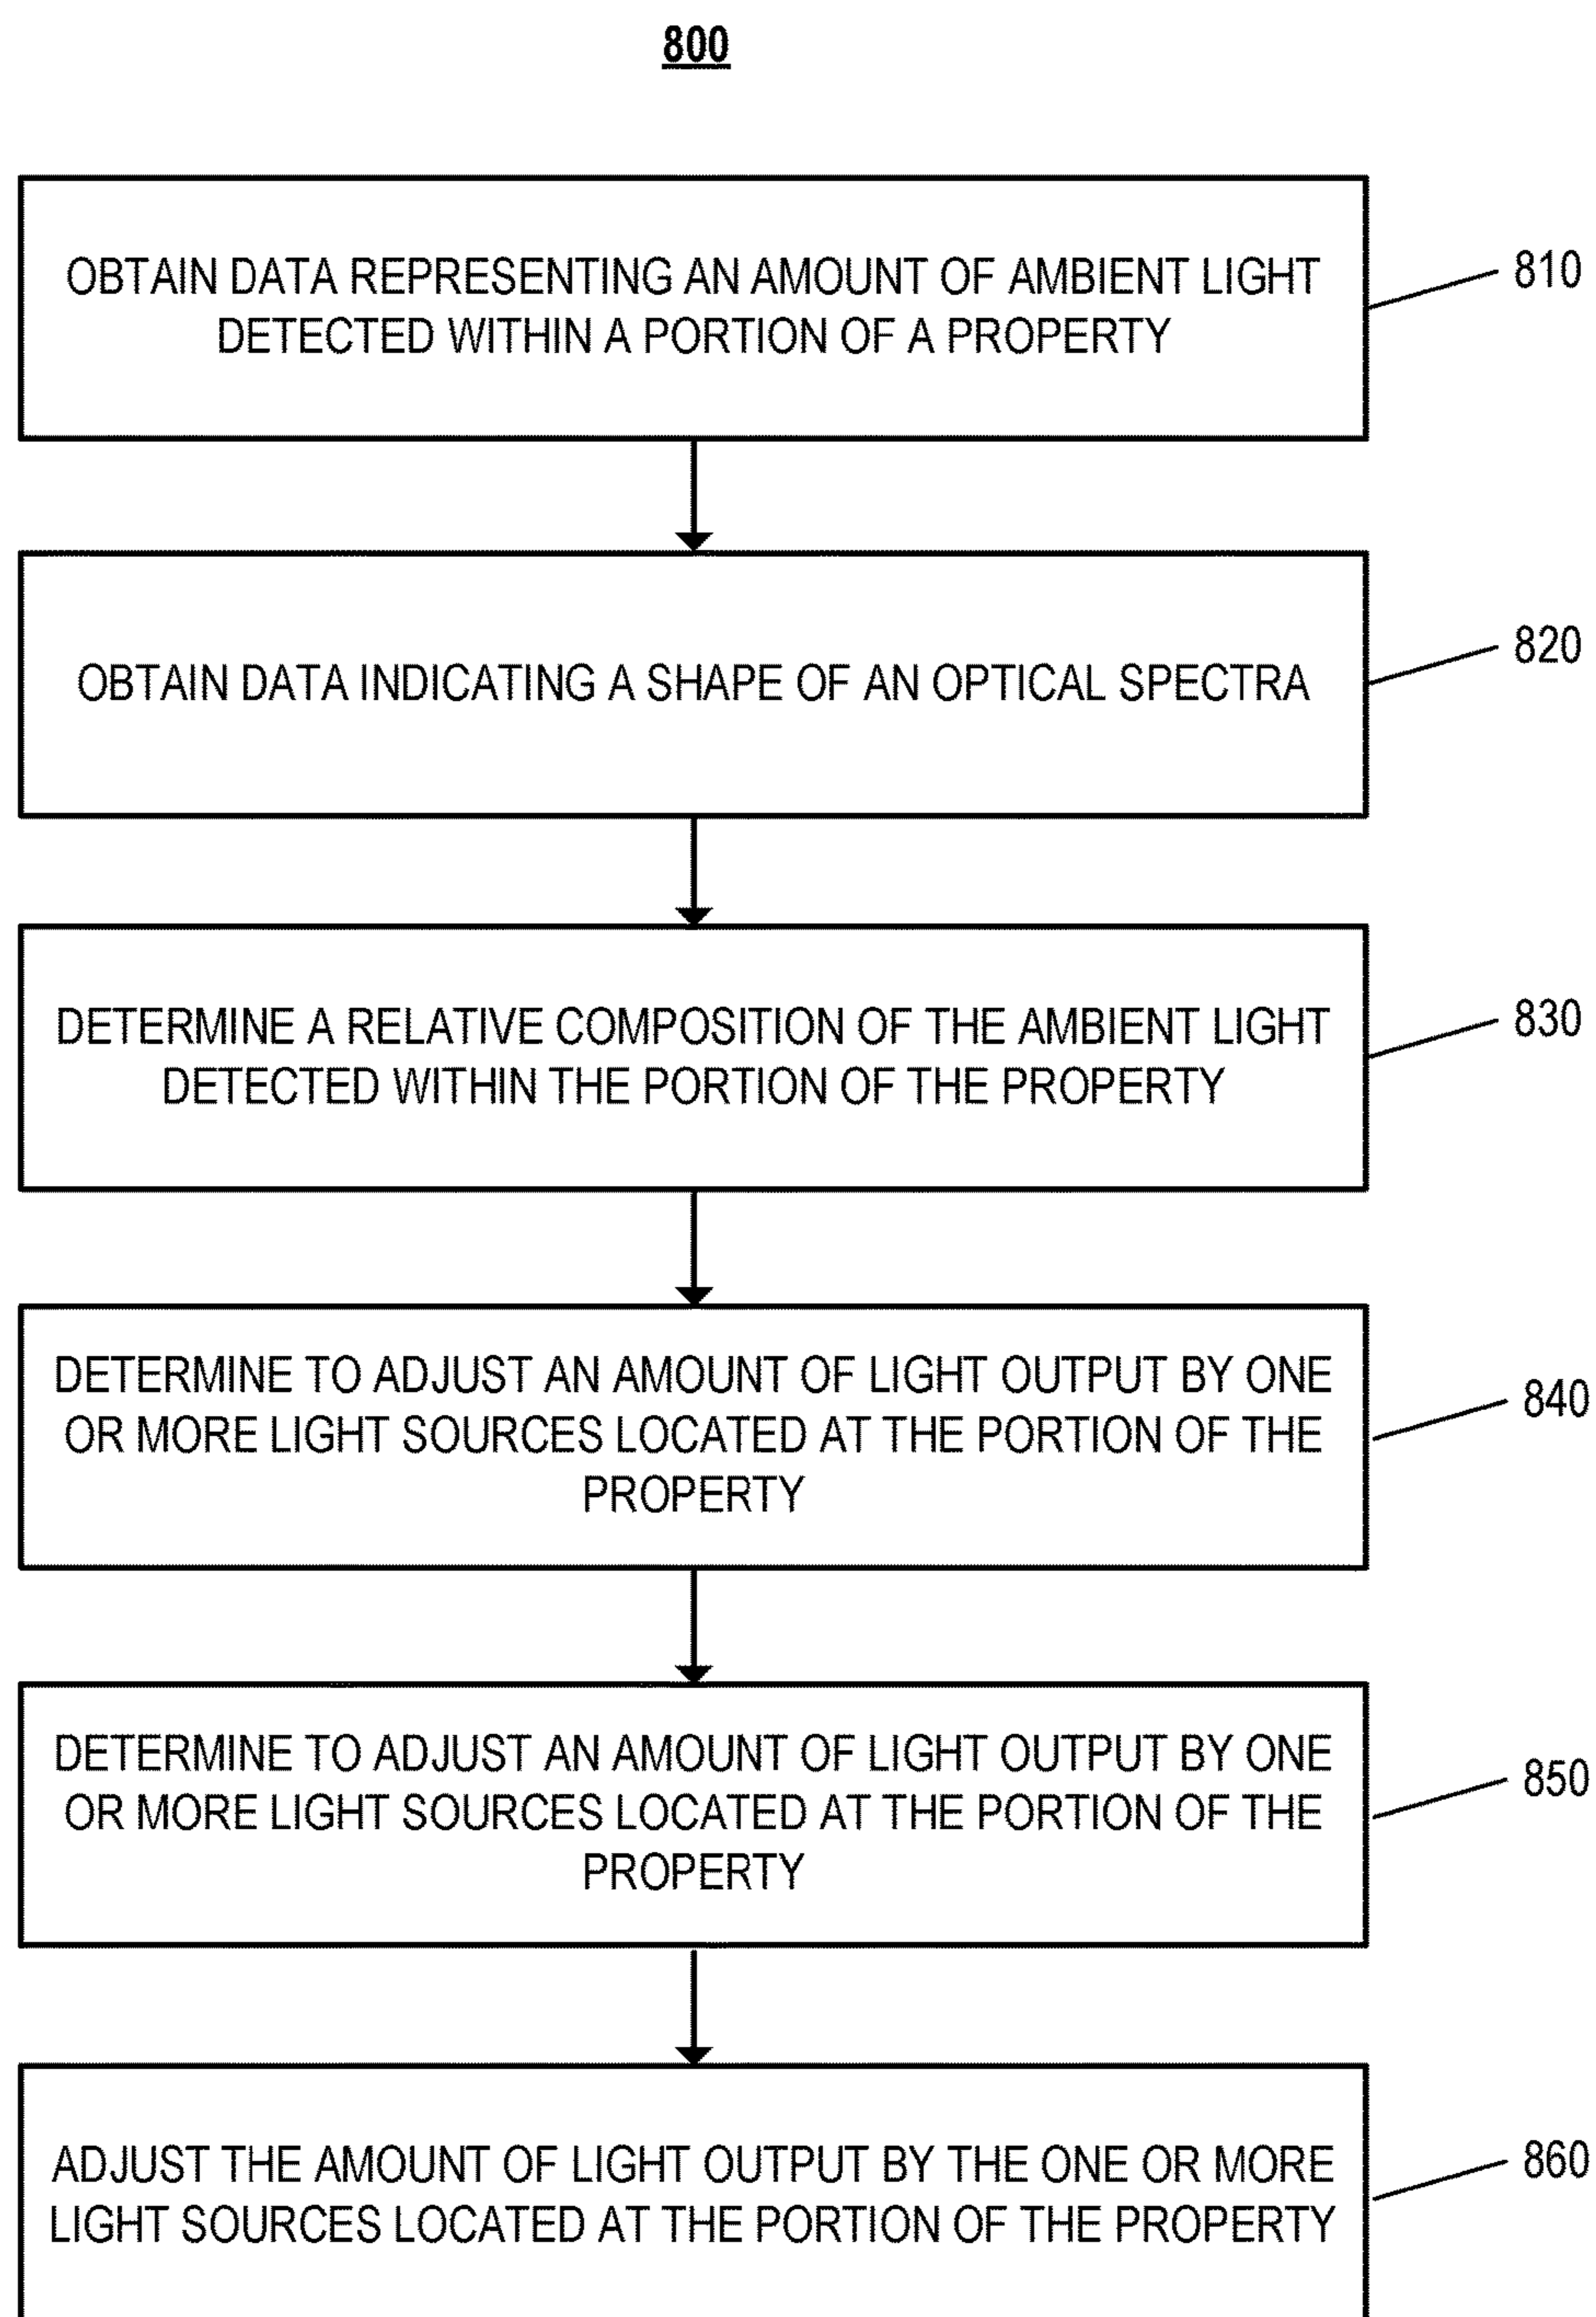 800
OBTAIN DATA REPRESENTING AN AMOUNT OF AMBIENT LIGHT
DETECTED WITHIN A PORTION OF A PROPERTY
810
OBTAIN DATA INDICATING A SHAPE OF AN OPTICAL SPECTRA
820
DETERMINE A RELATIVE COMPOSITION OF THE AMBIENT LIGHT
DETECTED WITHIN THE PORTION OF THE PROPERTY
830
DETERMINE TO ADJUST AN AMOUNT OF LIGHT OUTPUT BY ONE
OR MORE LIGHT SOURCES LOCATED AT THE PORTION OF THE
PROPERTY
840
DETERMINE TO ADJUST AN AMOUNT OF LIGHT OUTPUT BY ONE
OR MORE LIGHT SOURCES LOCATED AT THE PORTION OF THE
PROPERTY
850
ADJUST THE AMOUNT OF LIGHT OUTPUT BY THE ONE OR MORE
LIGHT SOURCES LOCATED AT THE PORTION OF THE PROPERTY
860